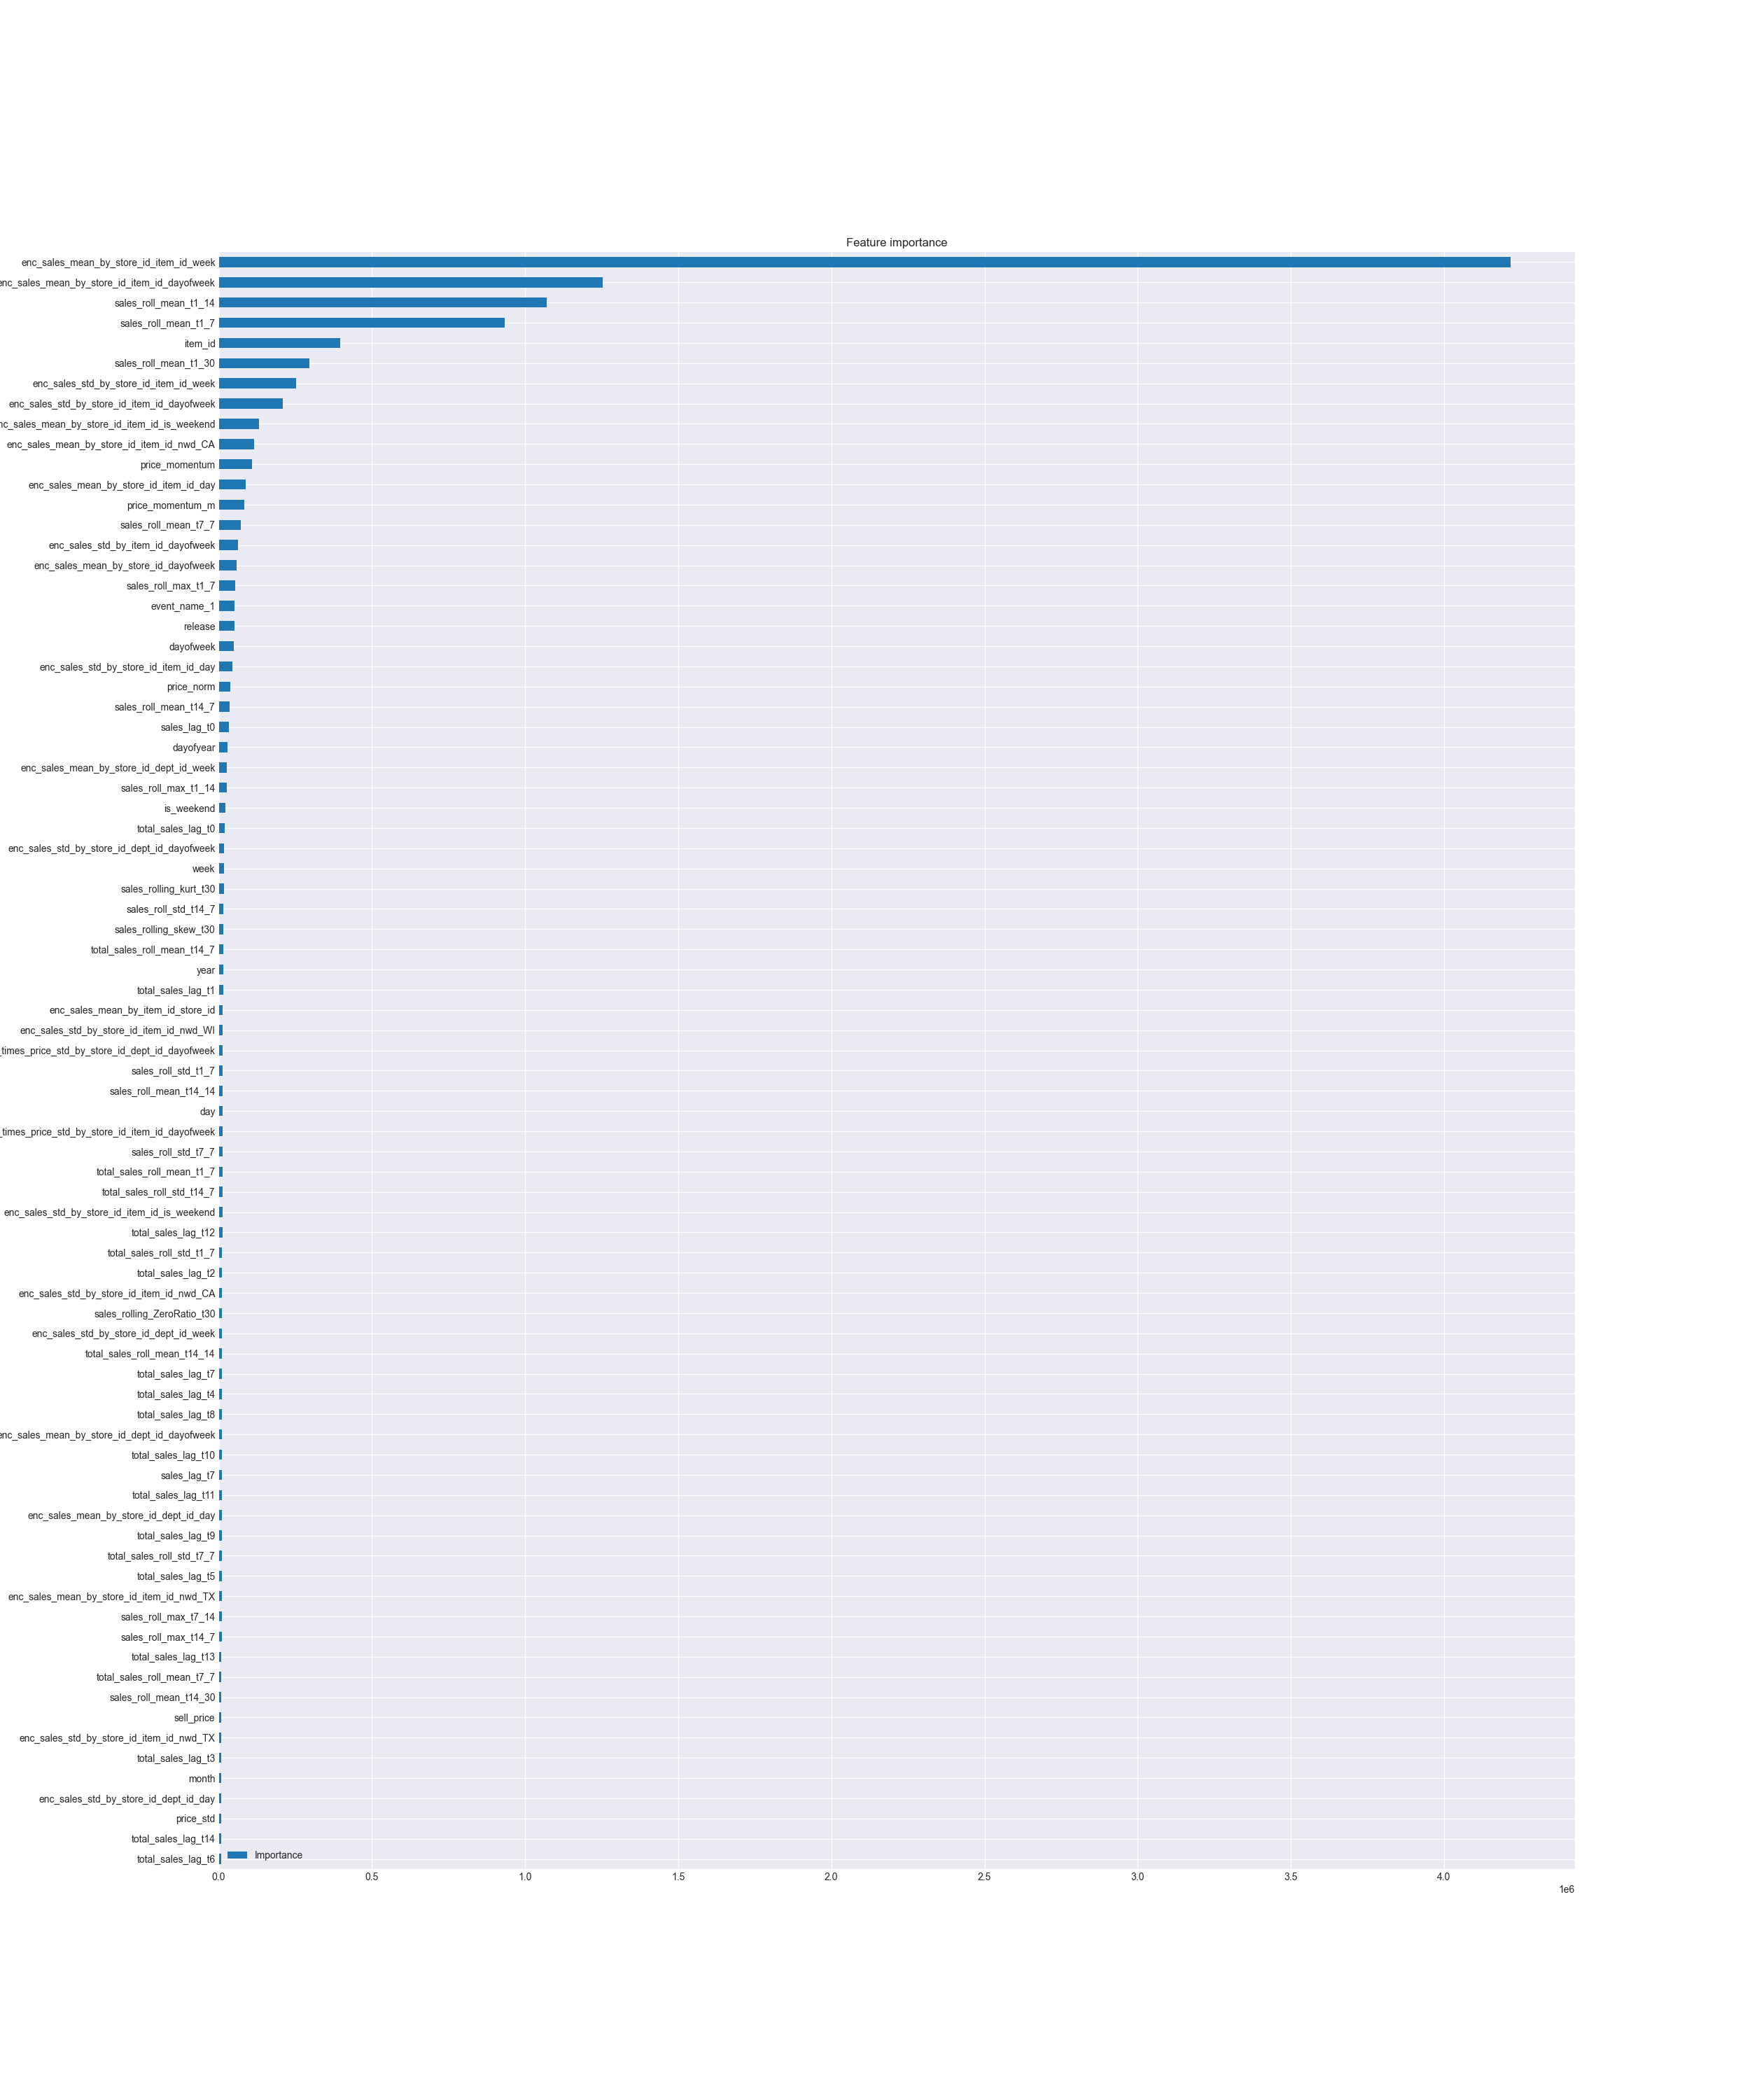 Feature importance
enc_sales_mean_by_store_id_item_id_week
enc_sales_mean_by_store_id_item_id_dayofweek
sales_roll_mean_t1_14
sales_roll_mean_t1_7
item_id
sales_roll_mean_t1_30
enc_sales_std_by_store_id_item_id_week
enc_sales_std_by_store_id_item_id_dayofweek
nc_sales_mean_by_store_id_item_id_is_weekend
enc_sales_mean_by_store_id_item_id_nwd_CA
price_momentum
enc_sales_mean_by_store_id_item_id_day
price_momentum_m
sales_roll_mean_t7_7
enc_sales_std_by_item_id_dayofweek
enc_sales_mean_by_store_id_dayofweek
sales_roll_max_t1_7
event_name_1
release
dayofweek
enc_sales_std_by_store_id_item_id_day
price_norm
sales_roll_mean_t14_7
sales_lag_t0
dayofyear
enc_sales_mean_by_store_id_dept_id_week
sales_roll_max_t1_14
is_weekend
total_sales_lag_t0
enc_sales_std_by_store_id_dept_id_dayofweek
week
sales_rolling_kurt_t30
sales_roll_std_t14_7
sales_rolling_skew_t30
total_sales_roll_mean_t14_7
year
total_sales_lag_t1
enc_sales_mean_by_item_id_store_id
enc_sales_std_by_store_id_item_id_nwd_WI
_times_price_std_by_store_id_dept_id_dayofweek
sales_roll_std_t1_7
sales_roll_mean_t14_14
day
_times_price_std_by_store_id_item_id_dayofweek
sales_roll_std_t7_7
total_sales_roll_mean_t1_7
total_sales_roll_std_t14_7
enc_sales_std_by_store_id_item_id_is_weekend
total_sales_lag_t12
total_sales_roll_std_t1_7
total_sales_lag_t2
enc_sales_std_by_store_id_item_id_nwd_CA
sales_rolling_ZeroRatio_t30
enc_sales_std_by_store_id_dept_id_week
total_sales_roll_mean_t14_14
total_sales_lag_t7
total_sales_lag_t4
total_sales_lag_t8
enc_sales_mean_by_store_id_dept_id_dayofweek
total_sales_lag_t10
sales_lag_t7
total_sales_lag_t11
enc_sales_mean_by_store_id_dept_id_day
total_sales_lag_t9
total_sales_roll_std_t7_7
total_sales_lag_t5
enc_sales_mean_by_store_id_item_id_nwd_TX
sales_roll_max_t7_14
sales_roll_max_t14_7
total_sales_lag_t13
total_sales_roll_mean_t7_7
sales_roll_mean_t14_30
sell_price
enc_sales_std_by_store_id_item_id_nwd_TX
total_sales_lag_t3
month
enc_sales_std_by_store_id_dept_id_day
price_std
total_sales_lag_t14
total_sales_lag_t6
Importance
0.0 0.5 1.0 1.5 2.0 2.5 3.0 3.5 4.0
1e6